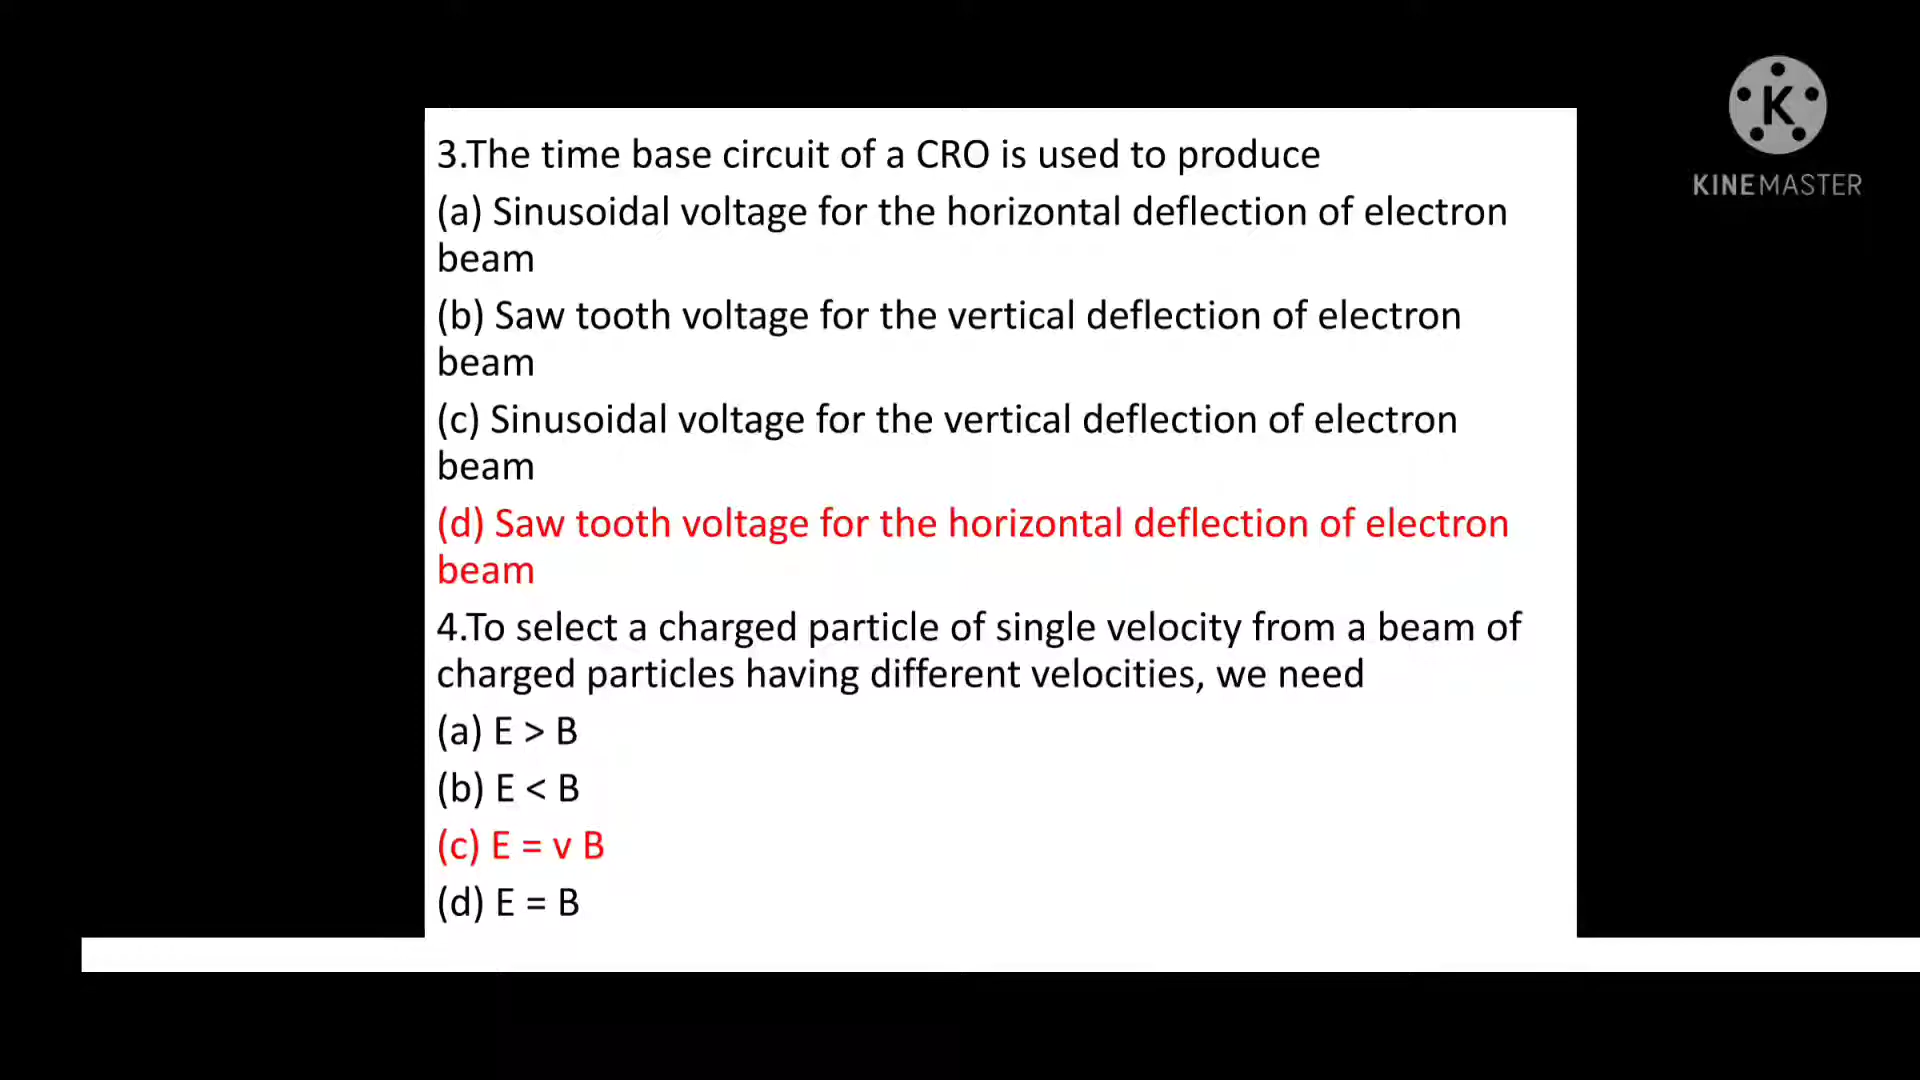 3.The time base circuit of a CRO is used to produce
(a) Sinusoidal voltage for the horizontal deflection of electron
beam
(b) Saw tooth voltage for the vertical deflection of electron
beam
(c) Sinusoidal voltage for the vertical deflection of electron
beam
(d) Saw tooth voltage for the horizontal deflection of electron
beam
4.To select a charged particle of single velocity from a beam of
charged particles having different velocities, we need
(a) E > B
(b) E < B
(c) E = v B
(d) E = B
K
KINEMASTER